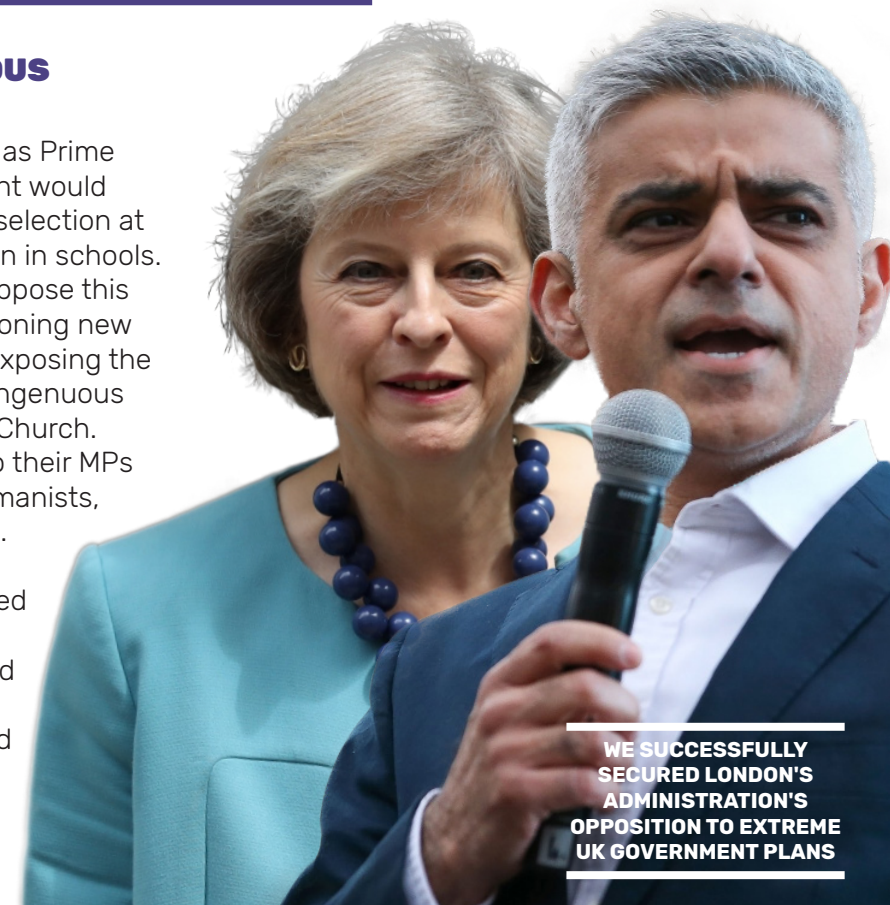 ous
as Prime
nt would
selection at
n in schools.
ppose this
oning new
xposing the
ngenuous
Church.
o their MPs
manists,
.
ed
d
d
WE SUCCESSFULLY
SECURED LONDON'S
ADMINISTRATION'S
OPPOSITION TO EXTREME
UK GOVERNMENT PLANS